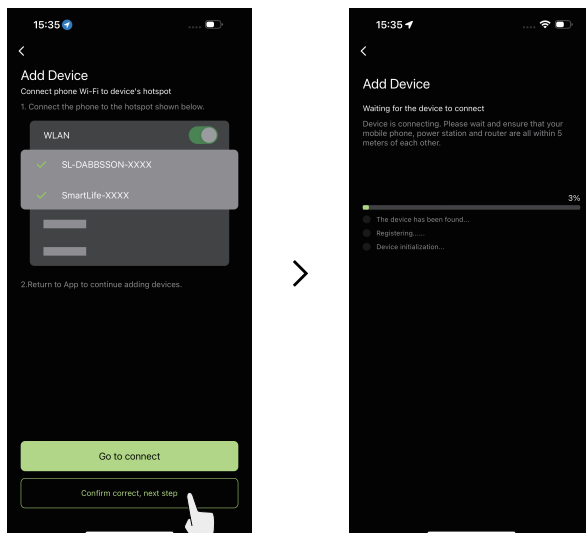 15:35
Add Device
Connect phone Wi-Fi to device's hotspot
1. Connect the phone to the hotspot shown below.
WLAN
SL-DABBSSON-XXXX
SmartLife-XXXX
2.Return to App to continue adding devices.
Go to connect
Confirm correct, next step
15:35
Add Device
Waiting for the device to connect
Device is connecting. Please wait and ensure that your
mobile phone, power station and router are all within 5
meters of each other.
3%
The device has been found...
Registering......
Device initialization...